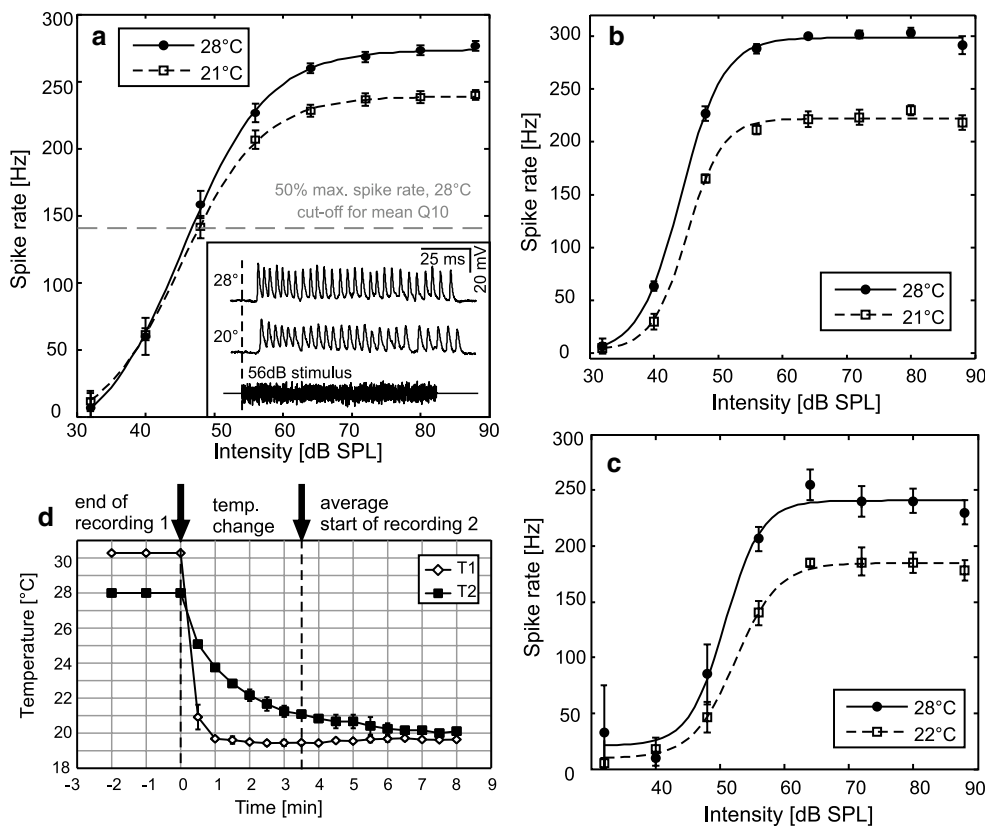 a
28°C
21°C
Spike rate [Hz]
300
250
200
150
100
50
0
50% max. spike rate, 28°C
cut-off for mean Q10
25 ms
20 mV
28°
20°
56dB stimulus
30 40 50 60 70 80 90
Intensity [dB SPL]
b
28°C
21°C
Spike rate [Hz]
300
250
200
150
100
50
0
30 40 50 60 70 80 90
Intensity [dB SPL]
c
28°C
22°C
Spike rate [Hz]
300
250
200
150
100
50
0
40 50 60 70 80 90
Intensity [dB SPL]
d
end of
recording 1
temp.
change
average
start of recording 2
T1
T2
Temperature [°C]
30
28
26
24
22
20
18
-3 -2 -1 0 1 2 3 4 5 6 7 8 9
Time [min]